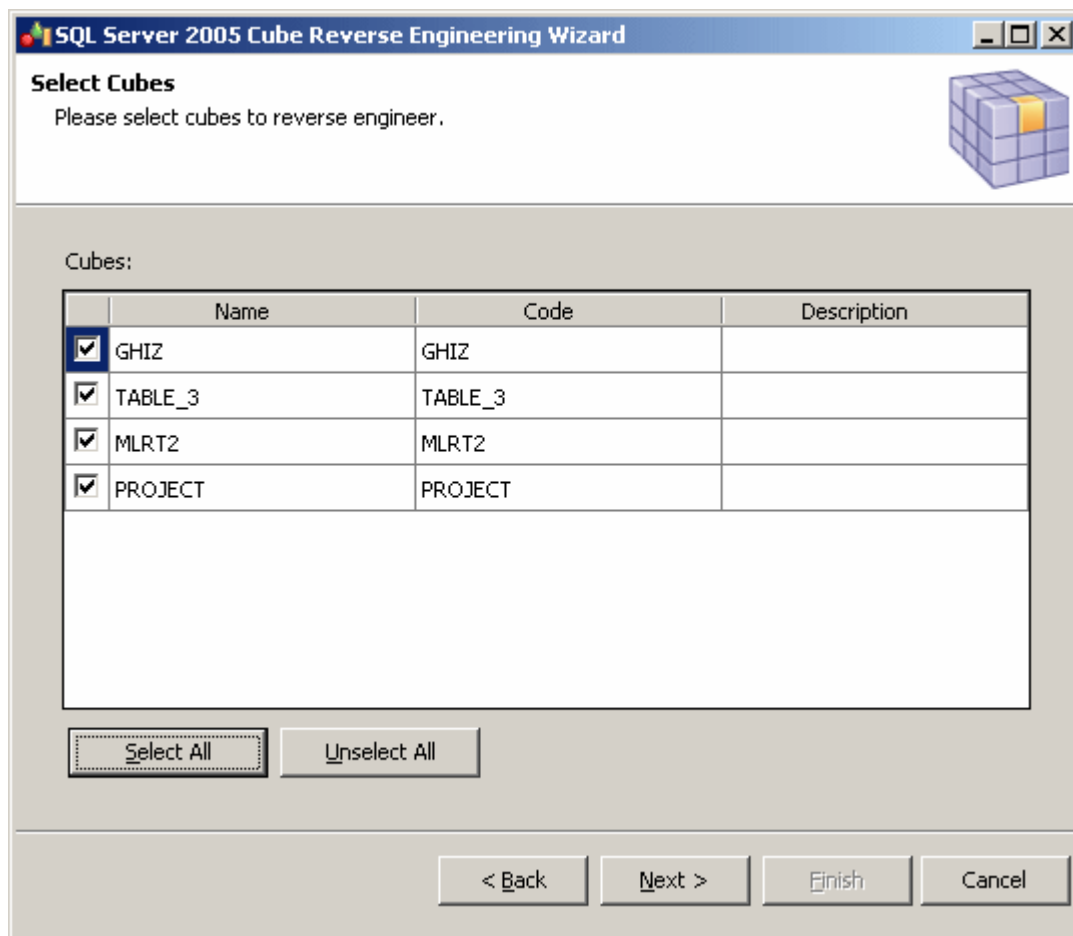 SQL Server 2005 Cube Reverse Engineering Wizard
Select Cubes
Please select cubes to reverse engineer.
Cubes:
Name Code Description
GHIZ GHIZ
TABLE_3 TABLE_3
MLRT2 MLRT2
PROJECT PROJECT
Select All Unselect All
< Back Next > Finish Cancel